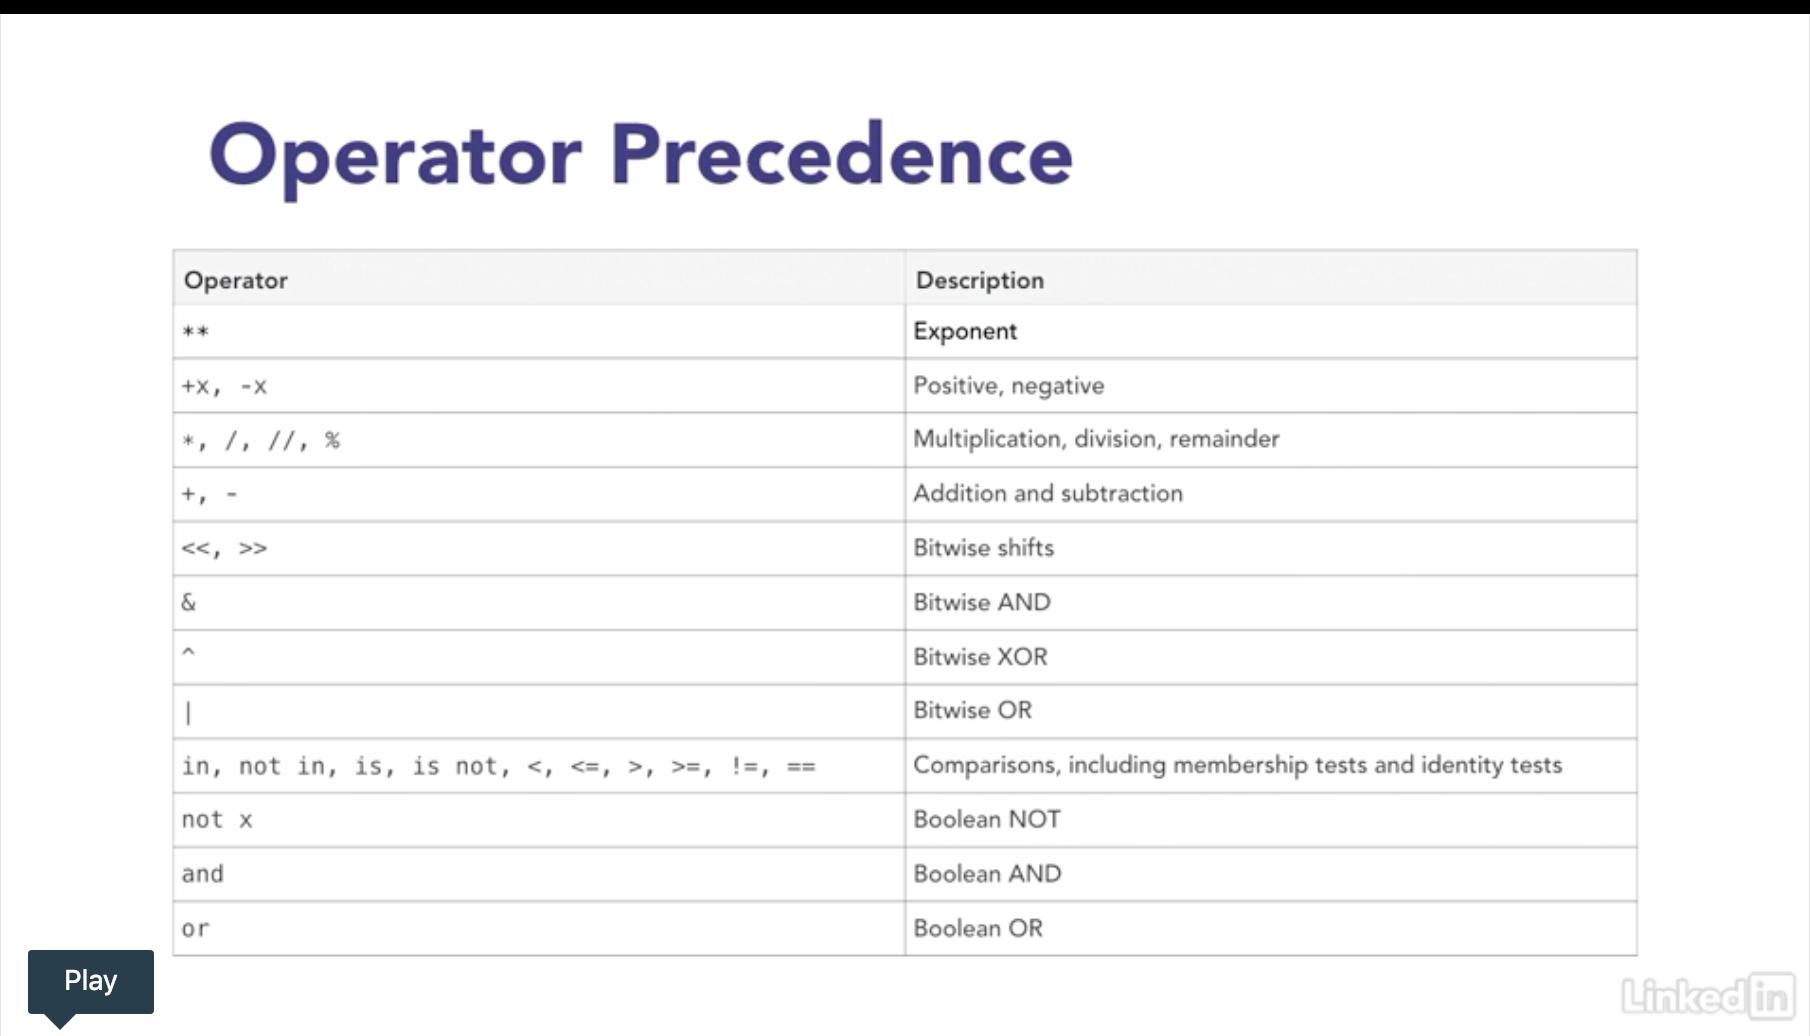 Operator Precedence
Operator Description
** Exponent
+x, -x Positive, negative
*, /, //, % Multiplication, division, remainder
+, - Addition and subtraction
<<, >> Bitwise shifts
& Bitwise AND
^ Bitwise XOR
| Bitwise OR
in, not in, is, is not, <, <=, >, >=, !=, == Comparisons, including membership tests and identity tests
not x Boolean NOT
and Boolean AND
or Boolean OR
Play
LinkedIn